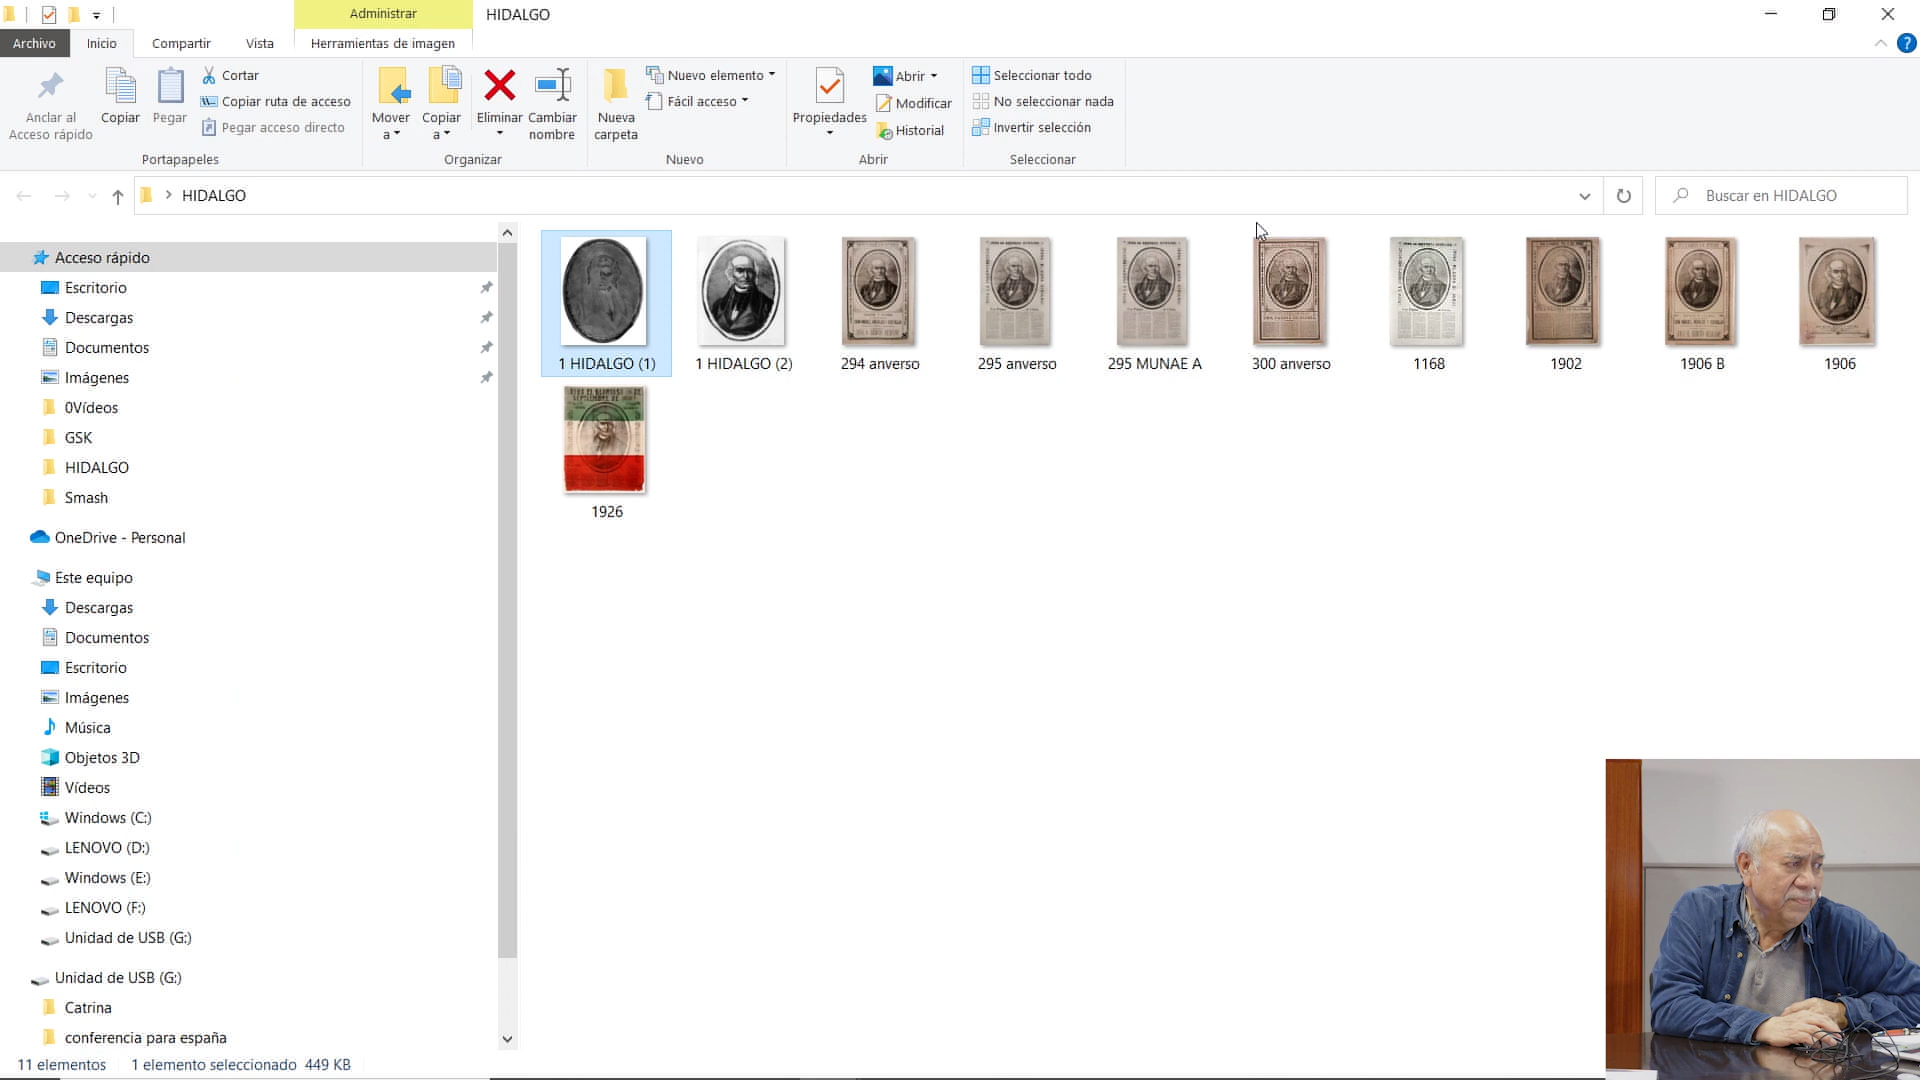 Administrar
HIDALGO
Archivo
Inicio
Compartir
Vista
Herramientas de imagen
Anclar al
Acceso rápido
Copiar
Pegar
Cortar
Copiar ruta de acceso
Pegar acceso directo
Portapapeles
Mover
a
Copiar
a
Eliminar
Cambiar
nombre
Organizar
Nueva
carpeta
Nuevo elemento
Fácil acceso
Nuevo
Propiedades
Abrir
Modificar
Historial
Abrir
Seleccionar todo
No seleccionar nada
Invertir selección
Seleccionar
HIDALGO
Buscar en HIDALGO
Acceso rápido
Escritorio
Descargas
Documentos
Imágenes
0Vídeos
GSK
HIDALGO
Smash
OneDrive - Personal
Este equipo
Descargas
Documentos
Escritorio
Imágenes
Música
Objetos 3D
Vídeos
Windows (C:)
LENOVO (D:)
Windows (E:)
LENOVO (F:)
Unidad de USB (G:)
Unidad de USB (G:)
Catrina
conferencia para españa
1 HIDALGO (1)
1 HIDALGO (2)
294 anverso
295 anverso
295 MUNAE A
300 anverso
1168
1902
1906 B
1906
1926
11 elementos
1 elemento seleccionado 449 KB